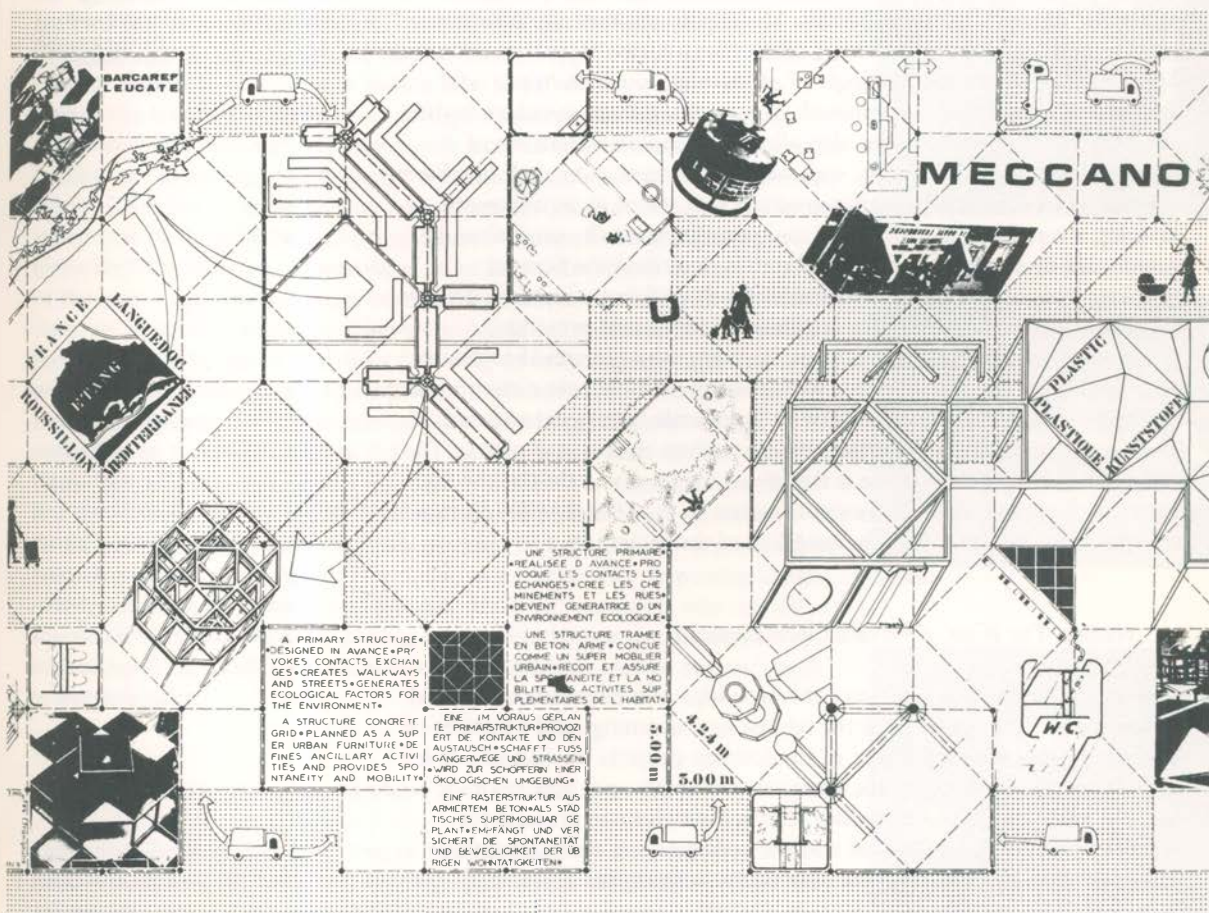 BARCAREF
LEUCATE
MECCANO
FRANCE
LANGUEDOC
ETANG
ROUSSILLON
MEDITERRANEE
PLASTIC
PLASTIQUE
KUNSTSTOFF
UNE STRUCTURE PRIMAIRE•
•REALISEE D AVANCE•PRO
VOQUE LES CONTACTS LES
ECHANGES•CREE LES CHE
MINEMENTS ET LES RUES•
•DEVIENT GENERATRICE D UN
ENVIRONNEMENT ECOLOGIQUE•
UNE STRUCTURE TRAMEE
EN BETON ARME•CONCUE
COMME UN SUPER MOBILIER
URBAIN•RECOIT ET ASSURE
LA SPONTANEITE ET LA MO
BILITE DES ACTIVITES SUP
PLEMENTAIRES DE L HABITAT•
A PRIMARY STRUCTURE•
•DESIGNED IN AVANCE•PRO
VOKES CONTACTS EXCHAN
GES•CREATES WALKWAYS
AND STREETS•GENERATES
ECOLOGICAL FACTORS FOR
THE ENVIRONMENT•
A STRUCTURE CONCRETE
GRID•PLANNED AS A SUP
ER URBAN FURNITURE•DE
FINES ANCILLARY ACTIVI
TIES AND PROVIDES SPO
NTANEITY AND MOBILITY•
EINE IM VORAUS GEPLAN
TE PRIMARSTRUKTUR•PROVOZI
ERT DIE KONTAKTE UND DEN
AUSTAUSCH•SCHAFFT FUSS
GANGERWEGE UND STRASSEN•
•WIRD ZUR SCHOPFERIN EINER
ÖKOLOGISCHEN UMGEBUNG•
EINE RASTERSTRUKTUR AUS
ARMIERTEM BETON•ALS STAD
TISCHES SUPERMOBILIAR GE
PLANT•EMPFÄNGT UND VER
SICHERT DIE SPONTANEITÄT
UND BEWEGLICHKEIT DER ÜB
RIGEN WOHNTATIGKEITEN•
3.00 m
4.24 m
3.00 m
W.C.